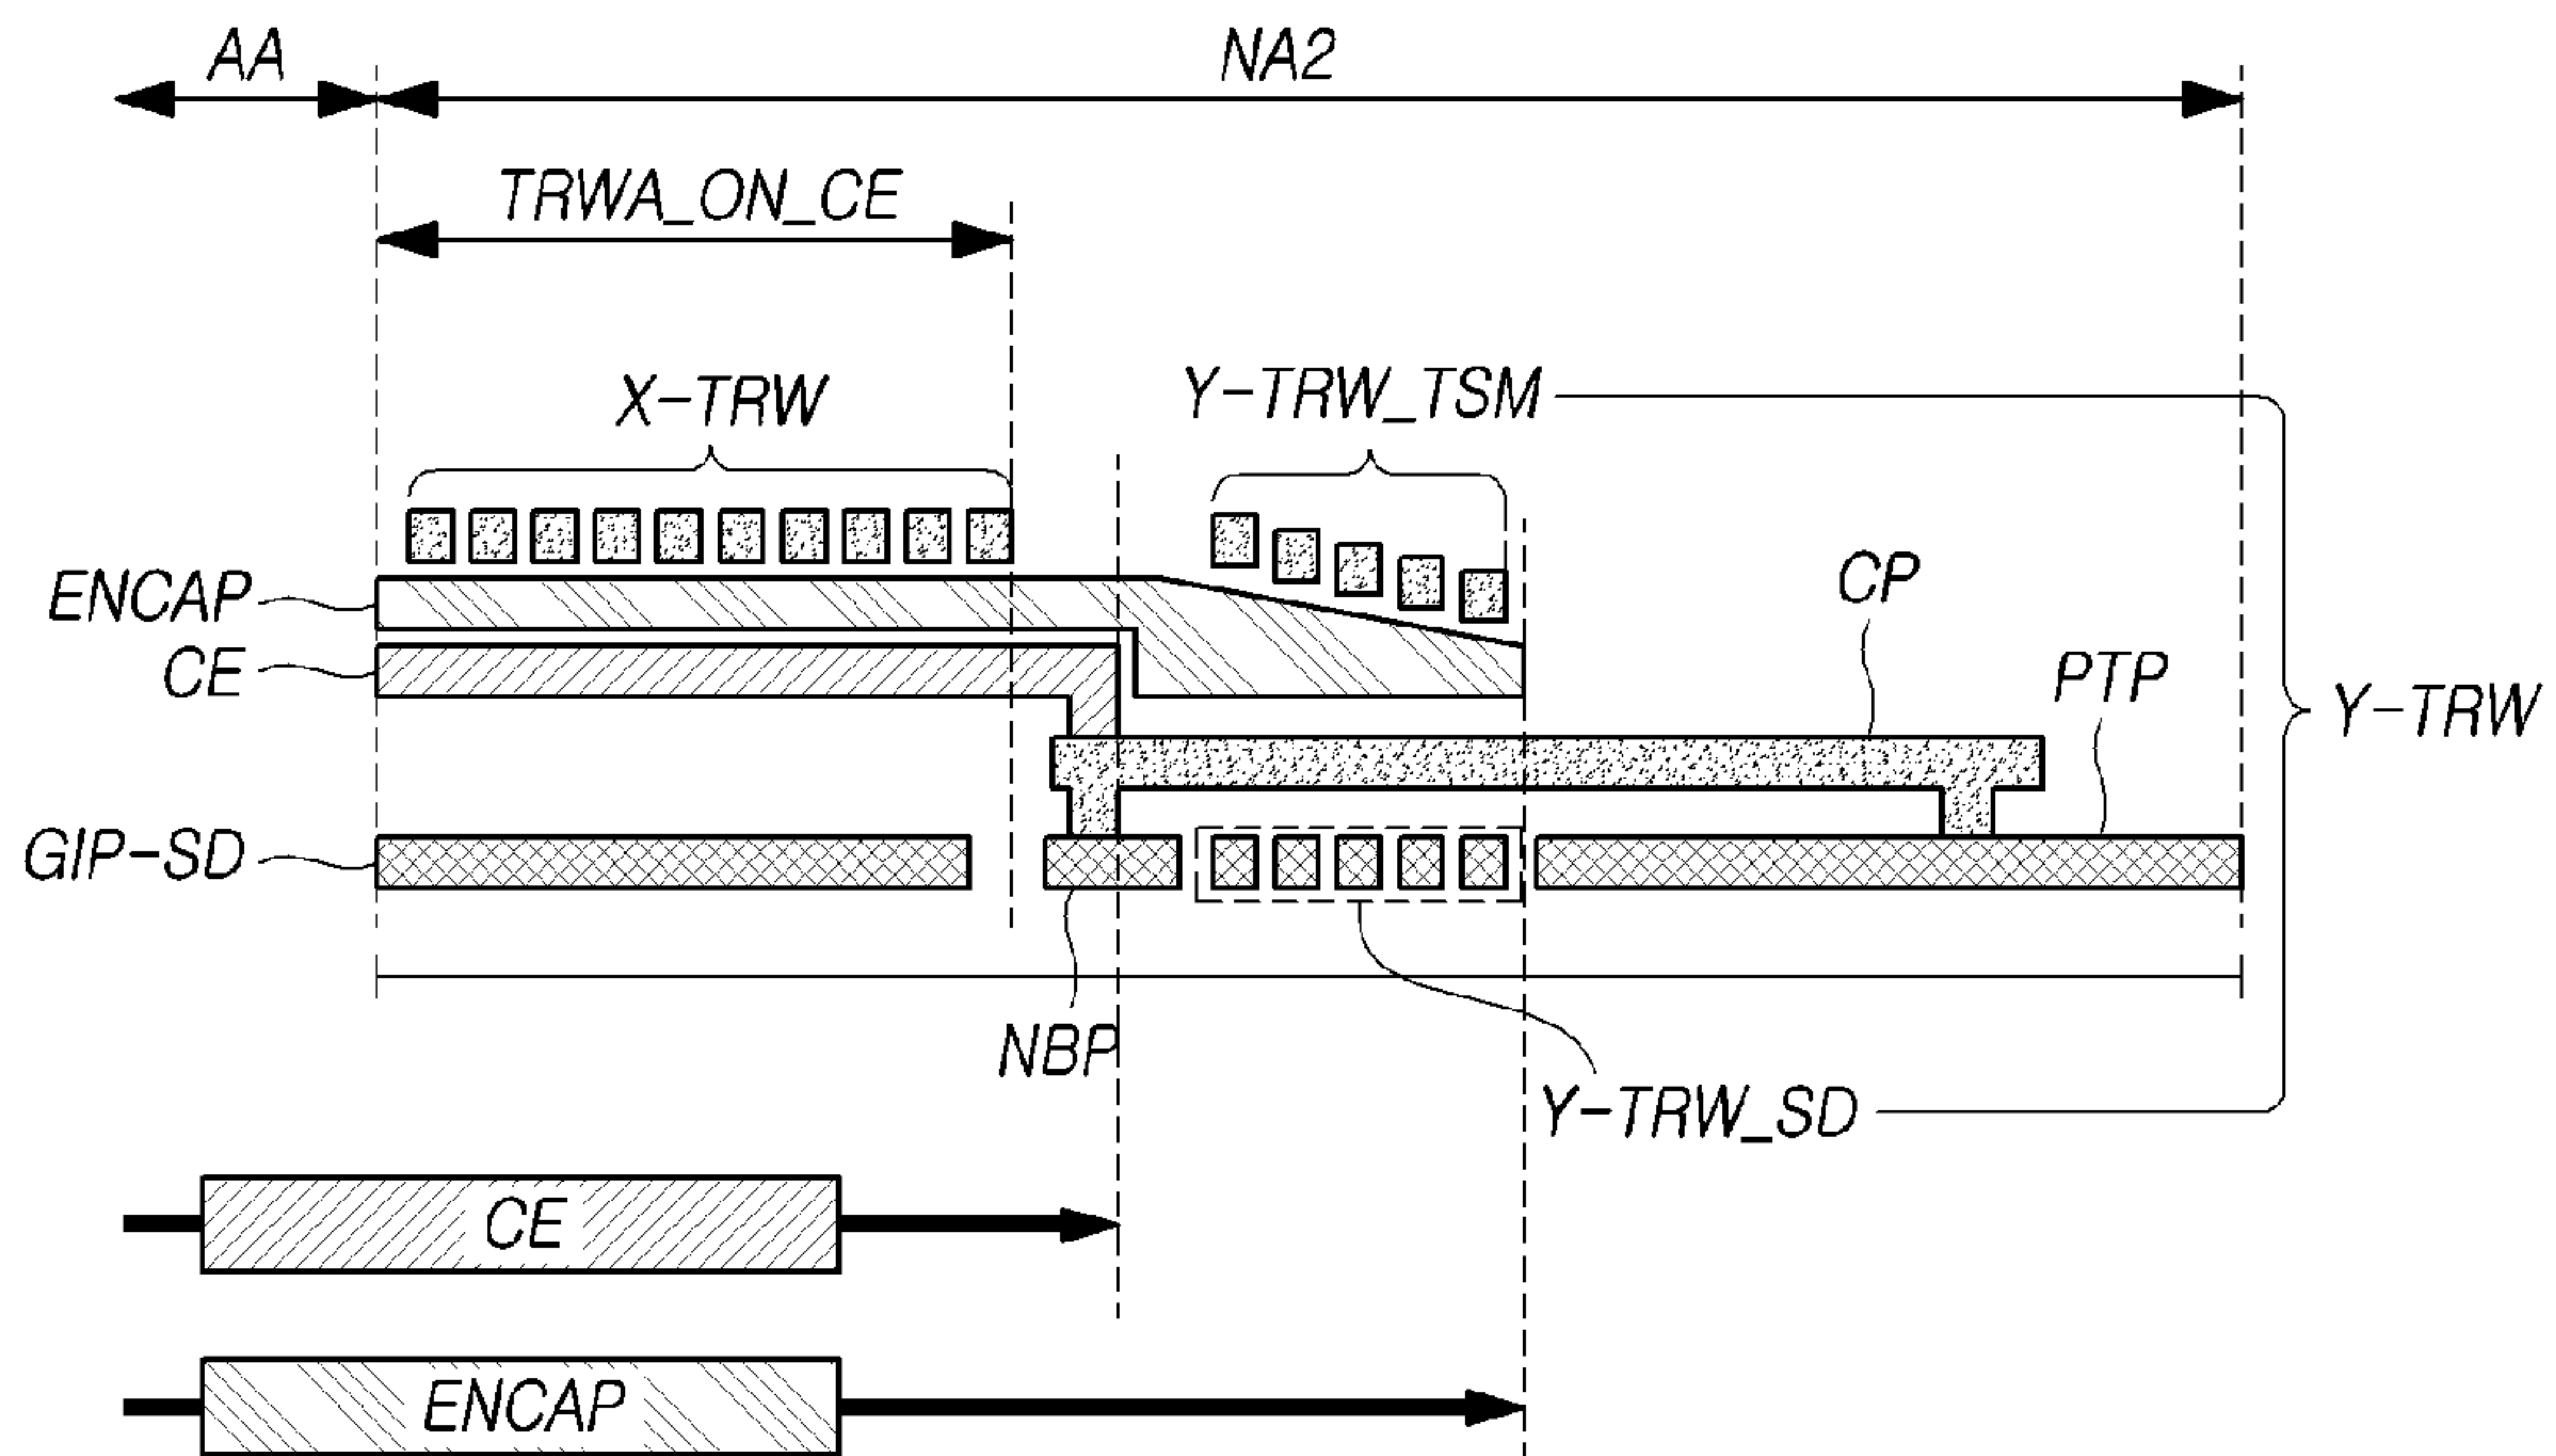 AA
NA2
TRWA_ON_CE
X-TRW
Y-TRW_TSM
ENCAP
CP
CE
PTP
Y-TRW
GIP-SD
NBP
Y-TRW_SD
CE
ENCAP